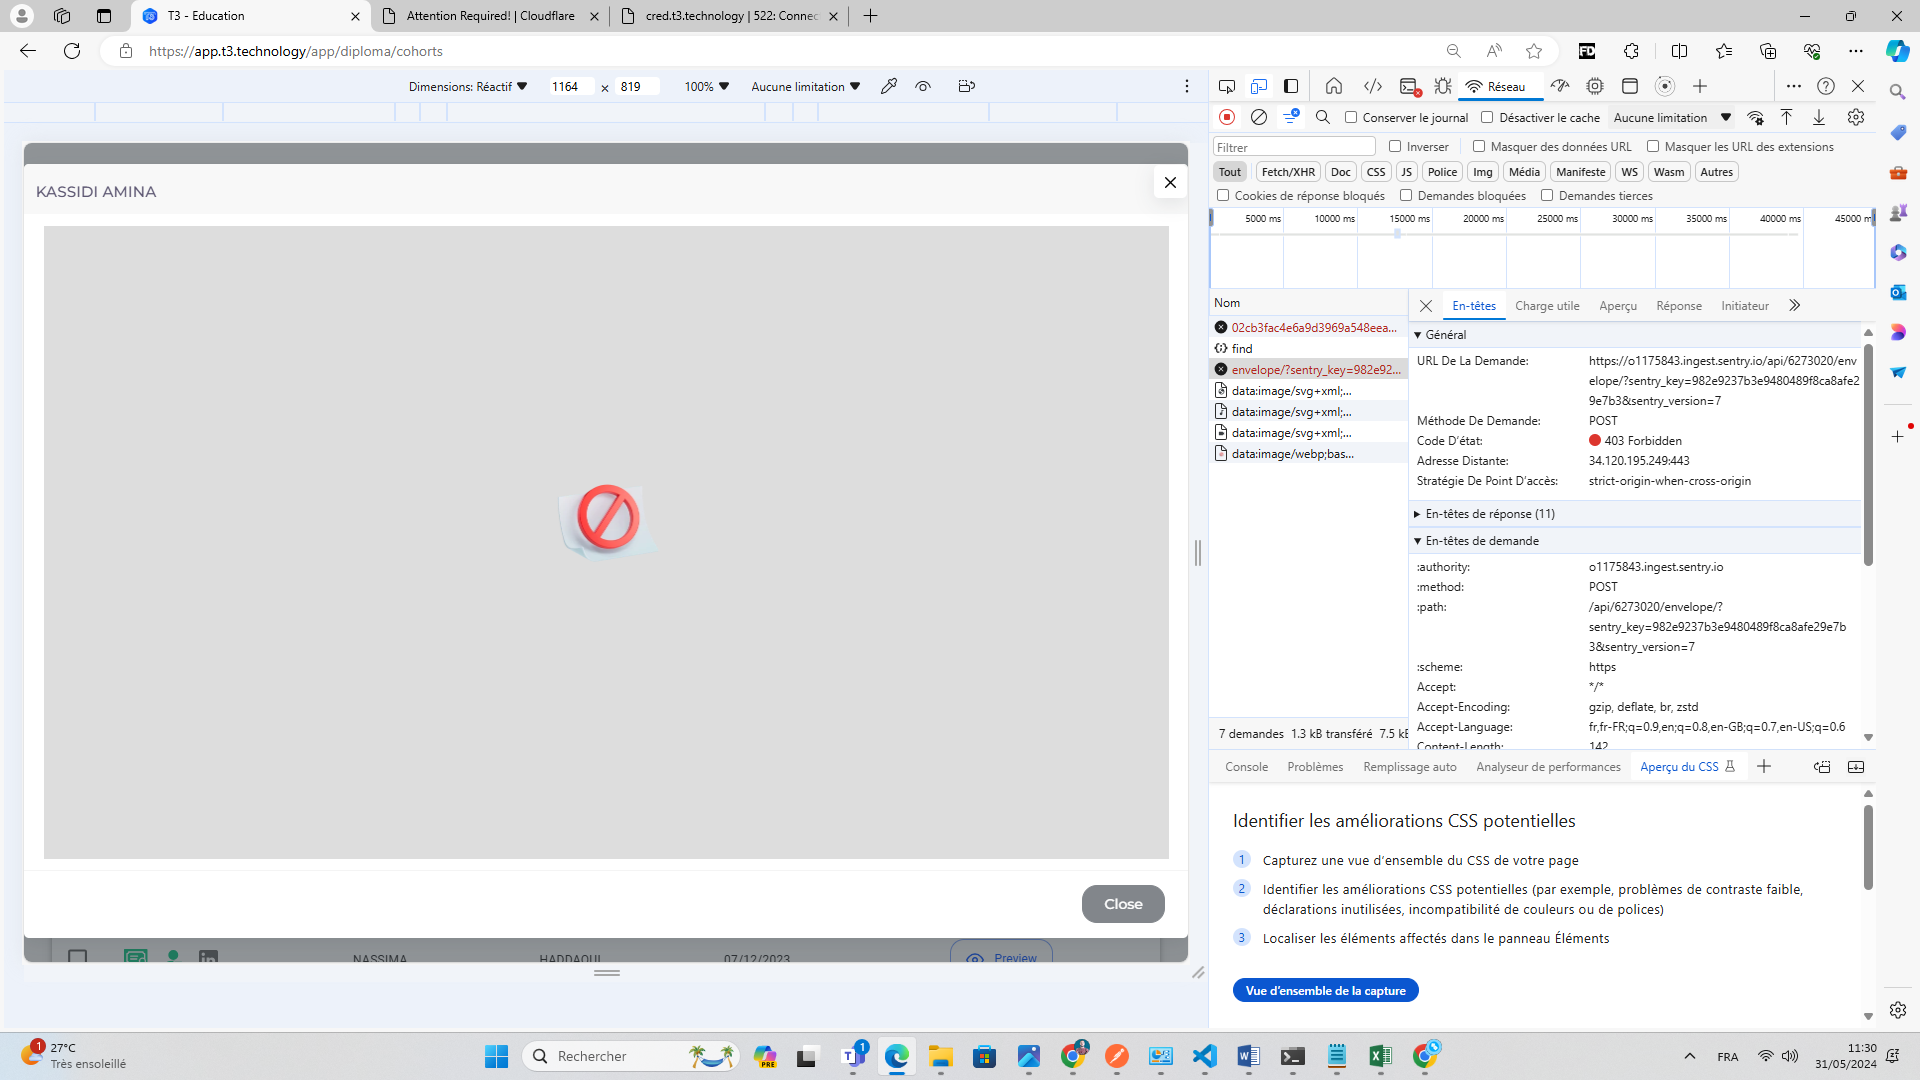 T3 - Education
Attention Required! | Cloudflare
cred.t3.technology | 522: Connec
https://app.t3.technology/app/diploma/cohorts
Dimensions: Réactif
1164 × 819
100%
Aucune limitation
KASSIDI AMINA
Close
NASSIMA HADDAOUI 07/12/2023 Preview
Réseau
Conserver le journal
Désactiver le cache
Aucune limitation
Filtrer
Inverser
Masquer des données URL
Masquer les URL des extensions
Tout Fetch/XHR Doc CSS JS Police Img Média Manifeste WS Wasm Autres
Cookies de réponse bloqués
Demandes bloquées
Demandes tierces
5000 ms 10000 ms 15000 ms 20000 ms 25000 ms 30000 ms 35000 ms 40000 ms 45000 m
Nom
02cb3fac4e6a9d3969a548eea...
find
envelope/?sentry_key=982e92...
data:image/svg+xml;...
data:image/svg+xml;...
data:image/svg+xml;...
data:image/webp;bas...
7 demandes 1.3 kB transféré 7.5 kB
En-têtes Charge utile Aperçu Réponse Initiateur
Général
URL De La Demande: https://o1175843.ingest.sentry.io/api/6273020/env
elope/?sentry_key=982e9237b3e9480489f8ca8afe2
9e7b3&sentry_version=7
Méthode De Demande: POST
Code D’état: 403 Forbidden
Adresse Distante: 34.120.195.249:443
Stratégie De Point D’accès: strict-origin-when-cross-origin
En-têtes de réponse (11)
En-têtes de demande
:authority: o1175843.ingest.sentry.io
:method: POST
:path: /api/6273020/envelope/?
sentry_key=982e9237b3e9480489f8ca8afe29e7b
3&sentry_version=7
:scheme: https
Accept: */*
Accept-Encoding: gzip, deflate, br, zstd
Accept-Language: fr,fr-FR;q=0.9,en;q=0.8,en-GB;q=0.7,en-US;q=0.6
Content-Length: 142
Console Problèmes Remplissage auto Analyseur de performances Aperçu du CSS
Identifier les améliorations CSS potentielles
1 Capturez une vue d’ensemble du CSS de votre page
2 Identifier les améliorations CSS potentielles (par exemple, problèmes de contraste faible,
déclarations inutilisées, incompatibilité de couleurs ou de polices)
3 Localiser les éléments affectés dans le panneau Éléments
Vue d’ensemble de la capture
1
27°C
Très ensoleillé
Rechercher
PRE
1
FRA
11:30
31/05/2024